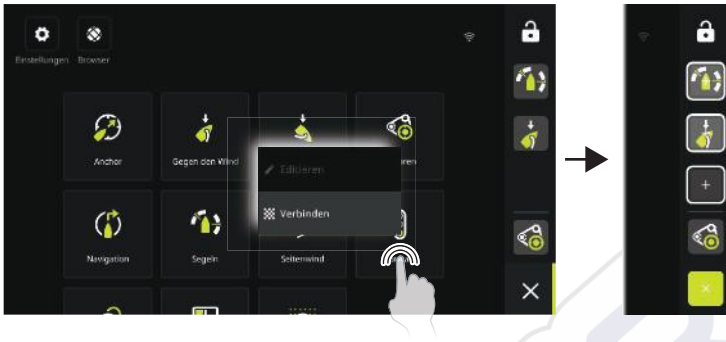 Einstellungen Browser
Anchor Gegen den Wind
Editieren
Verbinden
Navigation Segeln Seitenwind